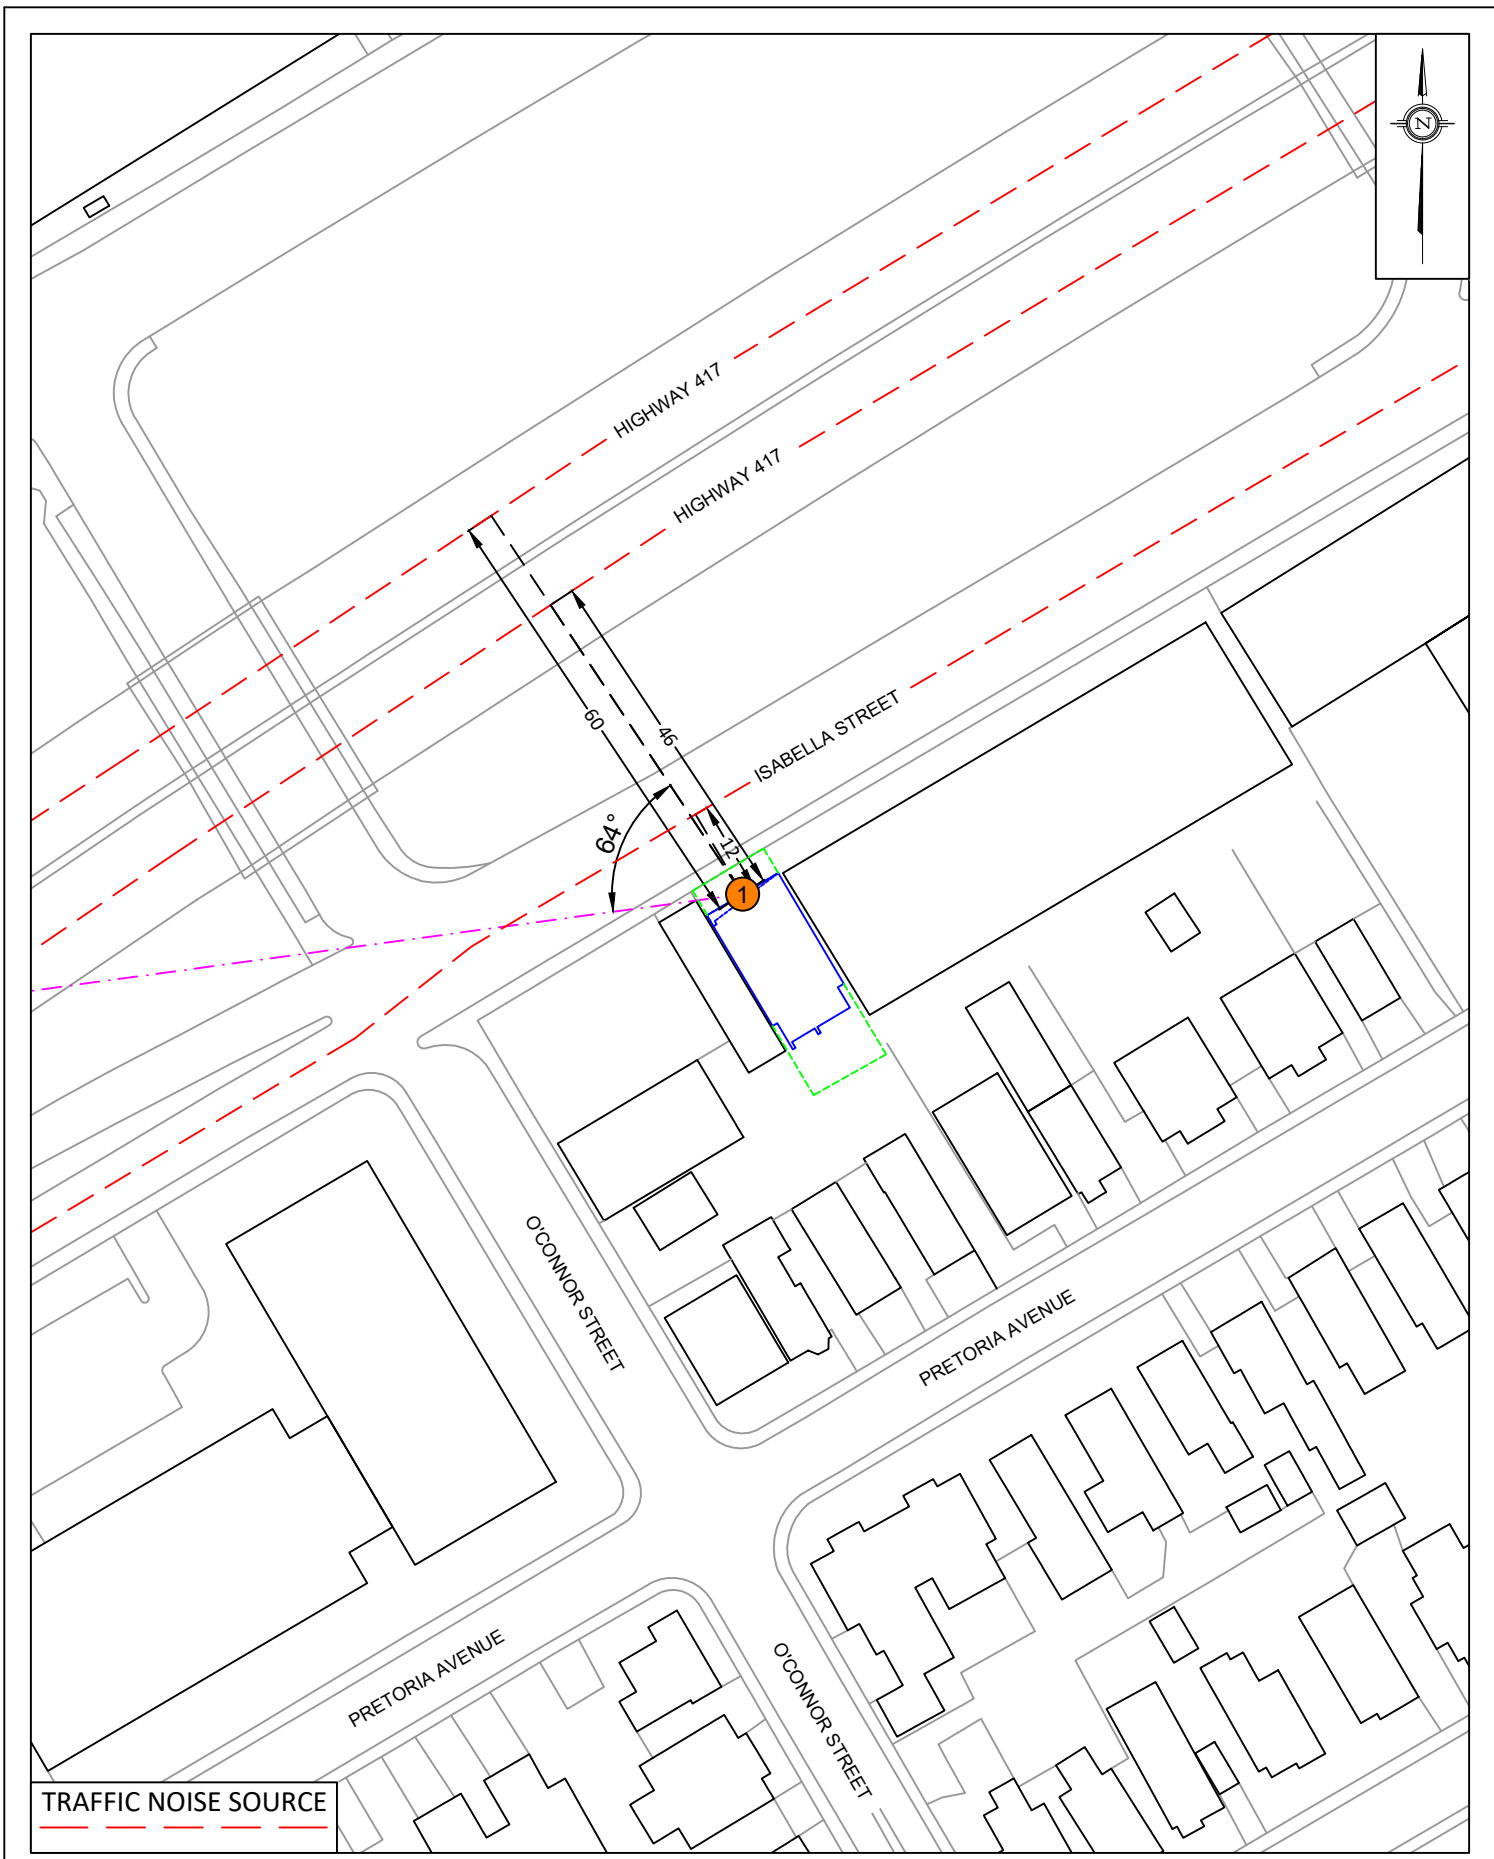 N
HIGHWAY 417
HIGHWAY 417
ISABELLA STREET
60
46
64°
12
1
O'CONNOR STREET
PRETORIA AVENUE
PRETORIA AVENUE
O'CONNOR STREET
TRAFFIC NOISE SOURCE